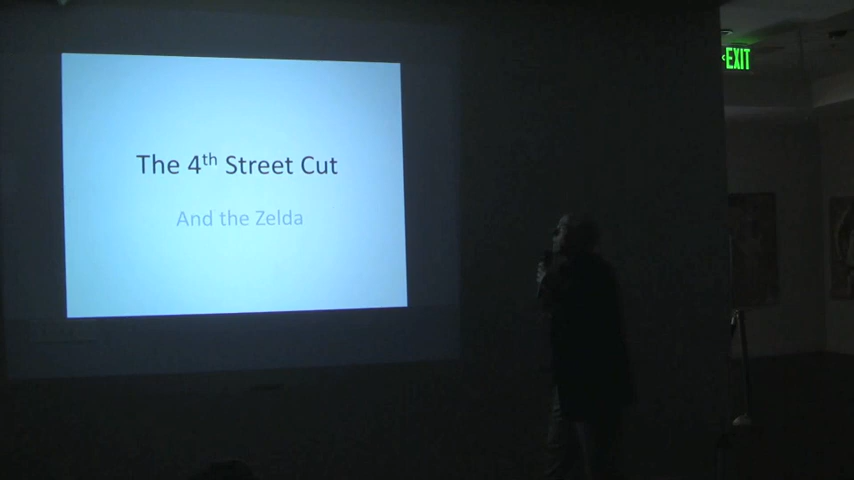 The 4th Street Cut
And the Zelda
EXIT